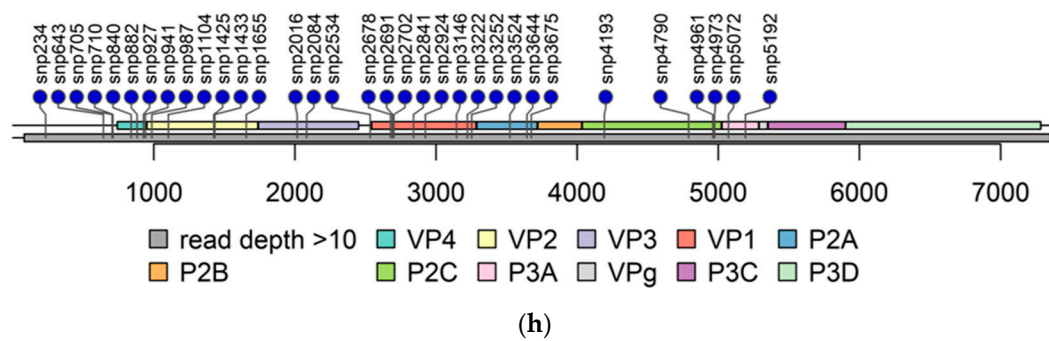 snp234 snp643 snp705 snp710 snp840 snp882 snp927 snp941 snp987 snp1104 snp1425 snp1433 snp1655 snp2016 snp2084 snp2534 snp2678 snp2691 snp2702 snp2841 snp2924 snp3146 snp3222 snp3252 snp3524 snp3644 snp3675 snp4193 snp4790 snp4961 snp4973 snp5072 snp5192
1000 2000 3000 4000 5000 6000 7000
read depth >10 VP4 VP2 VP3 VP1 P2A
P2B P2C P3A VPg P3C P3D
(h)